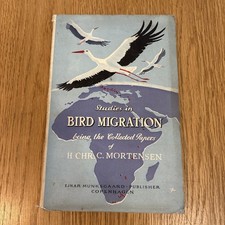 Studies in
BIRD MIGRATION
being the Collected Papers
of
H. CHR. C. MORTENSEN
EJNAR MUNKSGAARD · PUBLISHER
COPENHAGEN